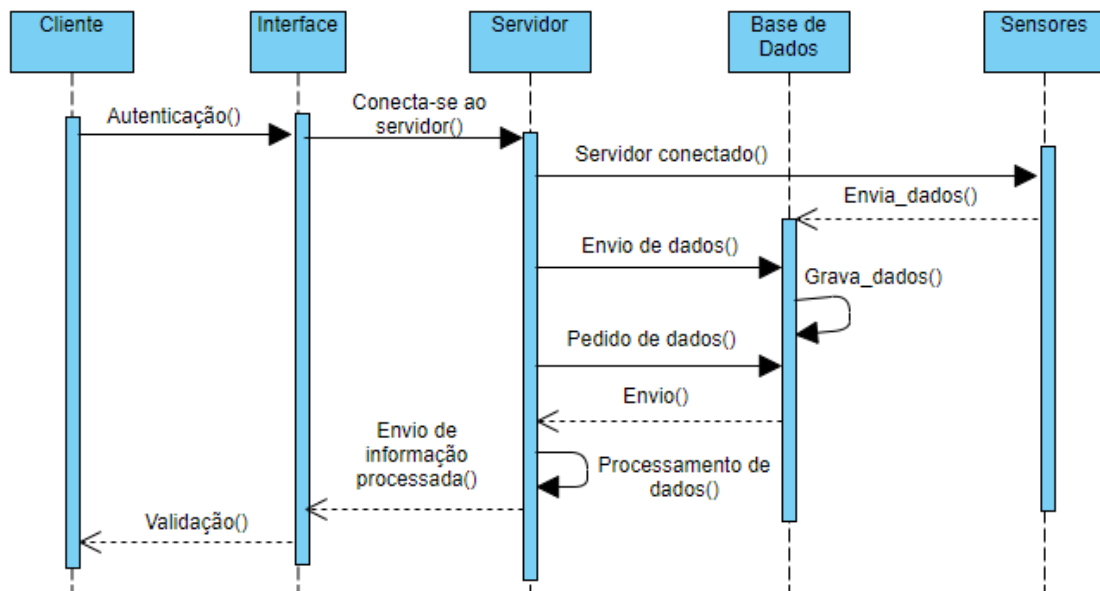 Cliente
Interface
Servidor
Base de
Dados
Sensores
Autenticação()
Conecta-se ao
servidor()
Servidor conectado()
Envia_dados()
Envio de dados()
Grava_dados()
Pedido de dados()
Envio()
Envio de
informação
processada()
Processamento de
dados()
Validação()